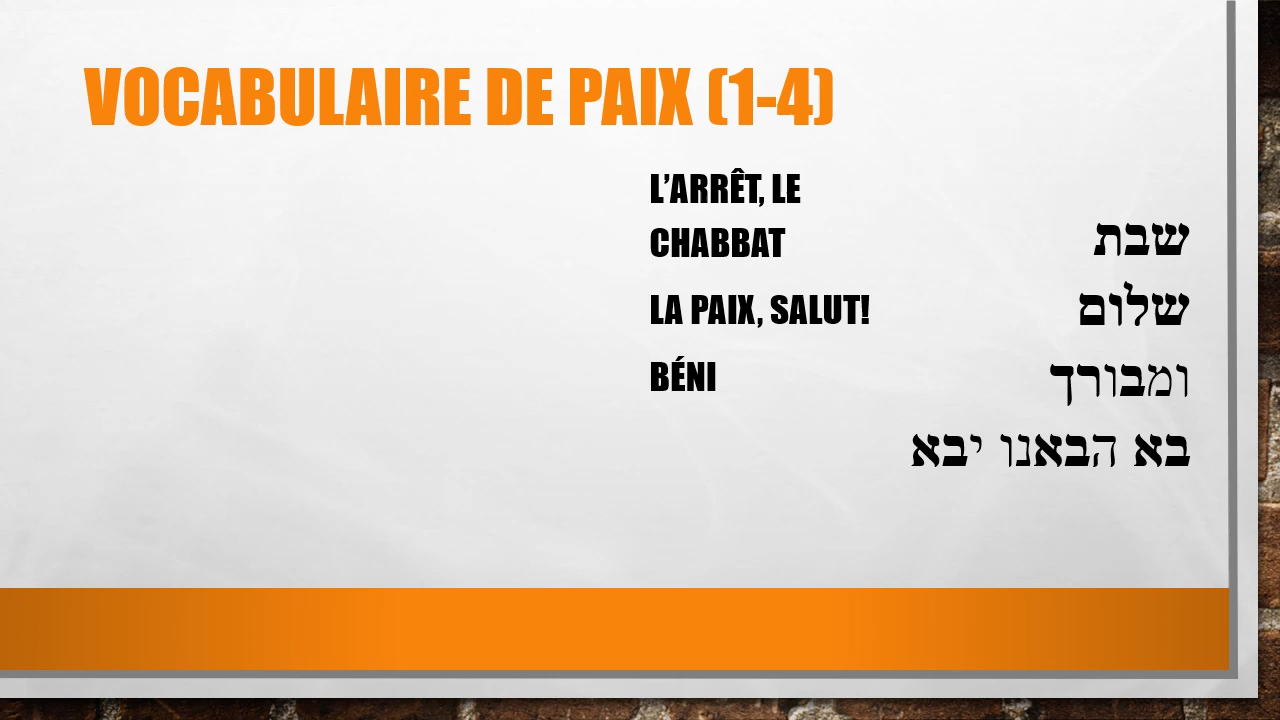 VOCABULAIRE DE PAIX (1-4)
L’ARRÊT, LE
CHABBAT
שבת
LA PAIX, SALUT!
שלום
BÉNI
ומבורך
בא הבאנו יבא